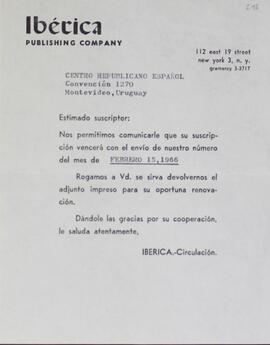 Ibérica
PUBLISHING COMPANY
112 east 19 street
new york 3, n. y.
gramercy 3-3717
CENTRO REPUBLICANO ESPAÑOL
Convención 1270
Montevideo,Uruguay
Estimado suscriptor:
Nos permitimos comunicarle que su suscrip-
ción vencerá con el envío de nuestro número
del mes de FEBRERO 15,1966
Rogamos a Vd. se sirva devolvernos el
adjunto impreso para su oportuna renova-
ción.
Dándole las gracias por su cooperación,
le saluda atentamente,
IBERICA.-Circulación.